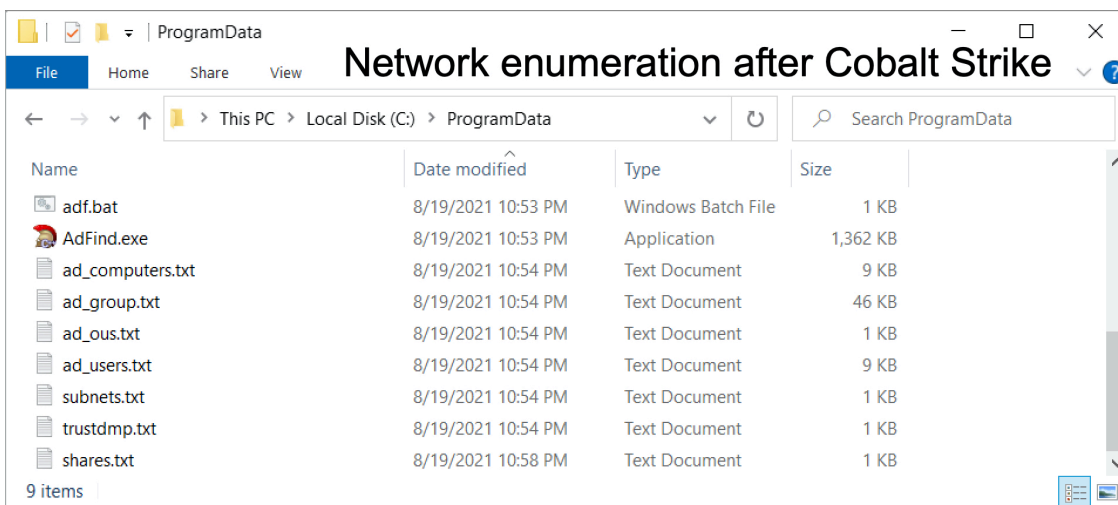 ProgramData
Network enumeration after Cobalt Strike
File Home Share View
This PC > Local Disk (C:) > ProgramData Search ProgramData
Name Date modified Type Size
adf.bat 8/19/2021 10:53 PM Windows Batch File 1 KB
AdFind.exe 8/19/2021 10:53 PM Application 1,362 KB
ad_computers.txt 8/19/2021 10:54 PM Text Document 9 KB
ad_group.txt 8/19/2021 10:54 PM Text Document 46 KB
ad_ous.txt 8/19/2021 10:54 PM Text Document 1 KB
ad_users.txt 8/19/2021 10:54 PM Text Document 9 KB
subnets.txt 8/19/2021 10:54 PM Text Document 1 KB
trustdmp.txt 8/19/2021 10:54 PM Text Document 1 KB
shares.txt 8/19/2021 10:58 PM Text Document 1 KB
9 items